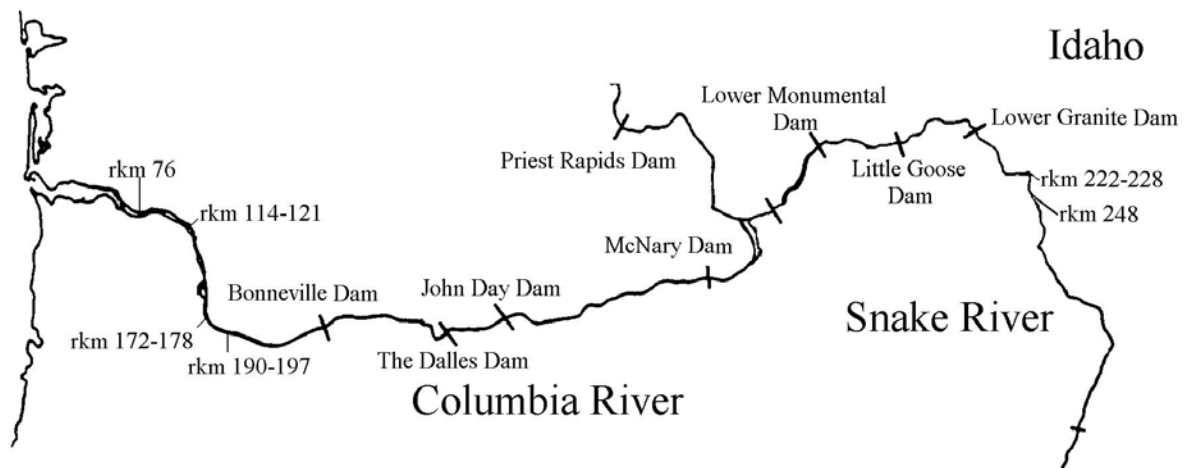 Idaho
Lower Monumental
Dam
Lower Granite Dam
Priest Rapids Dam
Little Goose
Dam
rkm 76
rkm 222-228
rkm 114-121
rkm 248
McNary Dam
Bonneville Dam
John Day Dam
Snake River
rkm 172-178
rkm 190-197
The Dalles Dam
Columbia River